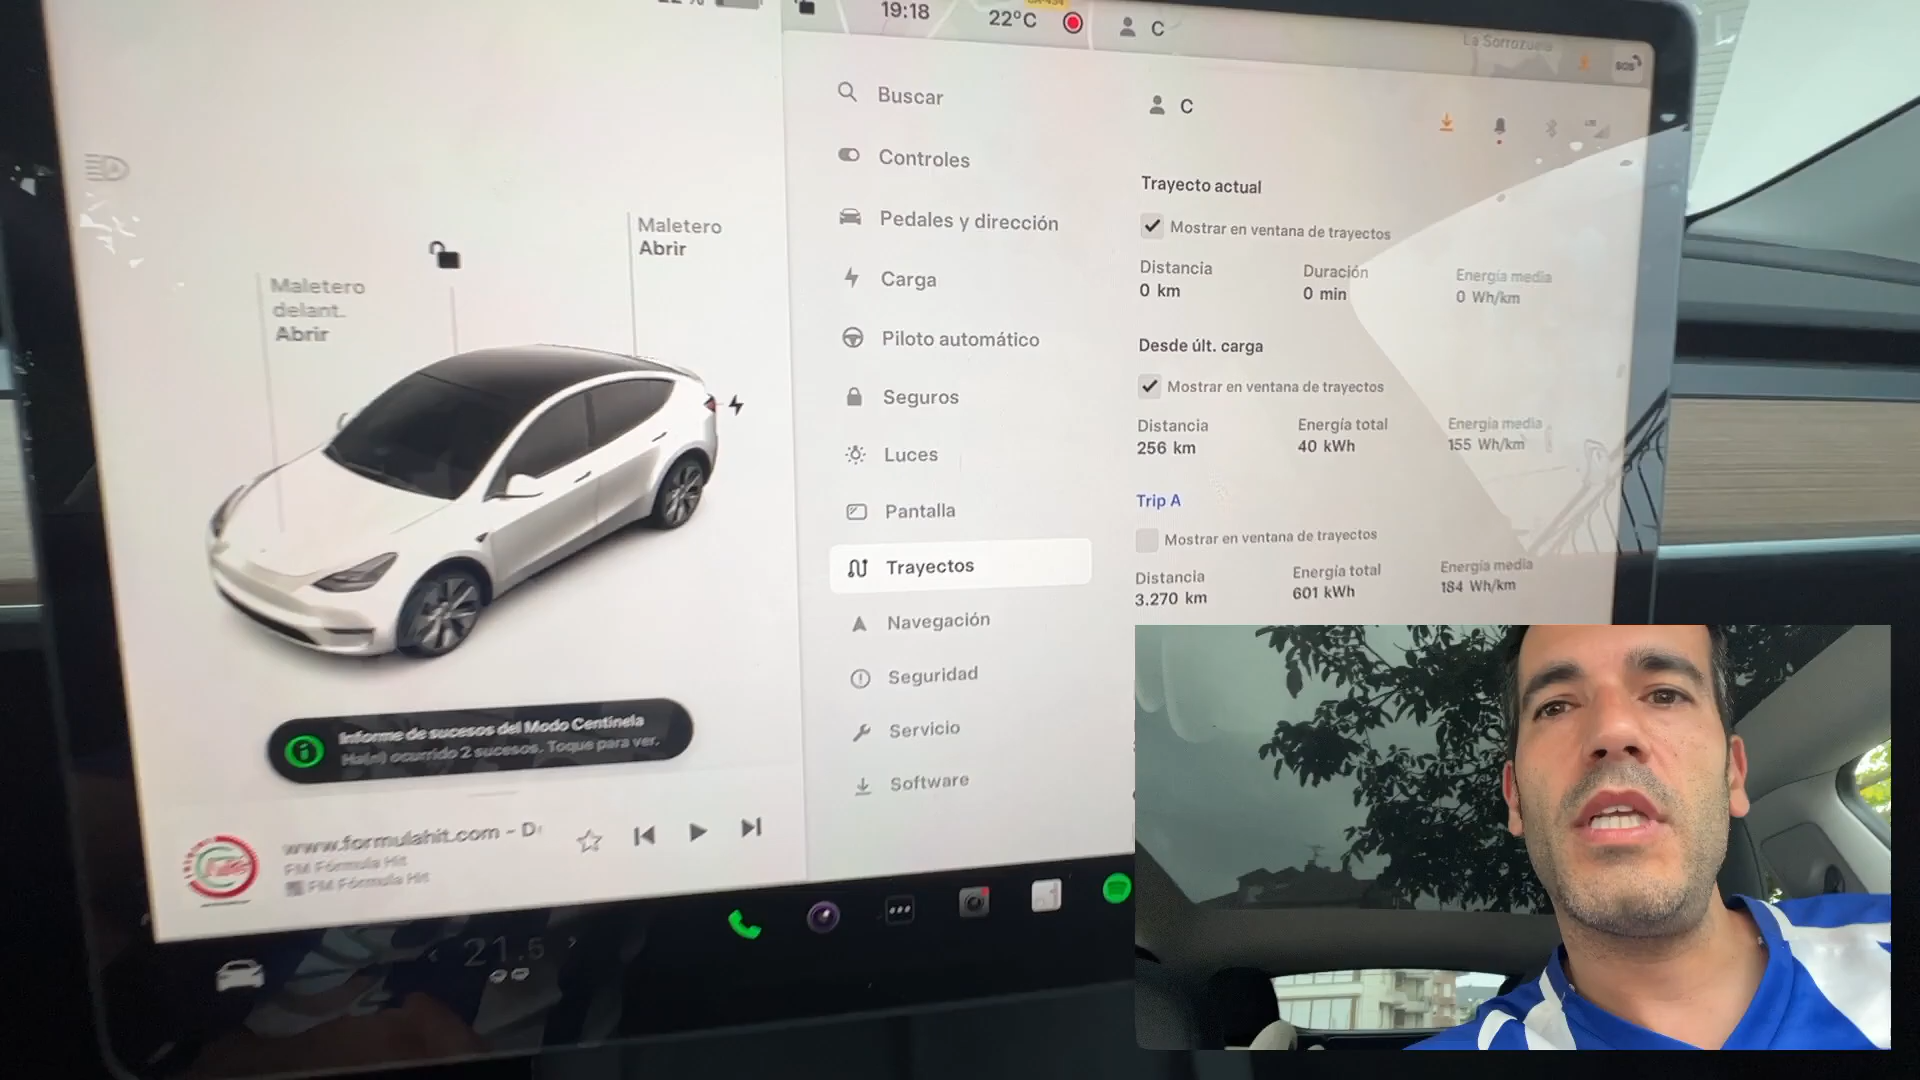 19:18
22°C
C
La Sorrozuela
SOS
Maletero
Abrir
Maletero
delant.
Abrir
Informe de sucesos del Modo Centinela
Ha(n) ocurrido 2 sucesos. Toque para ver.
www.formulahit.com - D
FM Fórmula Hit
FM Fórmula Hit
21.5
Buscar
Controles
Pedales y dirección
Carga
Piloto automático
Seguros
Luces
Pantalla
Trayectos
Navegación
Seguridad
Servicio
Software
C
LTE
Trayecto actual
Mostrar en ventana de trayectos
Distancia
0 km
Duración
0 min
Energía media
0 Wh/km
Desde últ. carga
Mostrar en ventana de trayectos
Distancia
256 km
Energía total
40 kWh
Energía media
155 Wh/km
Trip A
Mostrar en ventana de trayectos
Distancia
3.270 km
Energía total
601 kWh
Energía media
184 Wh/km